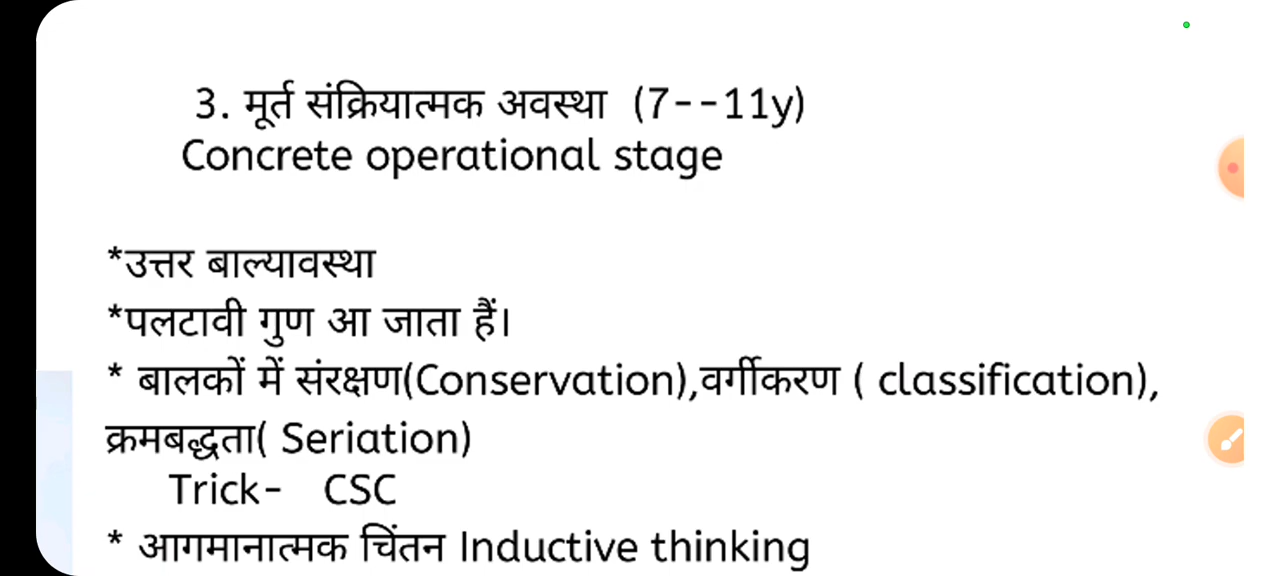 3. मूर्त संक्रियात्मक अवस्था (7--11y)
Concrete operational stage
*उत्तर बाल्यावस्था
*पलटावी गुण आ जाता हैं।
* बालकों में संरक्षण(Conservation),वर्गीकरण ( classification),
क्रमबद्धता( Seriation)
Trick- CSC
* आगमानात्मक चिंतन Inductive thinking